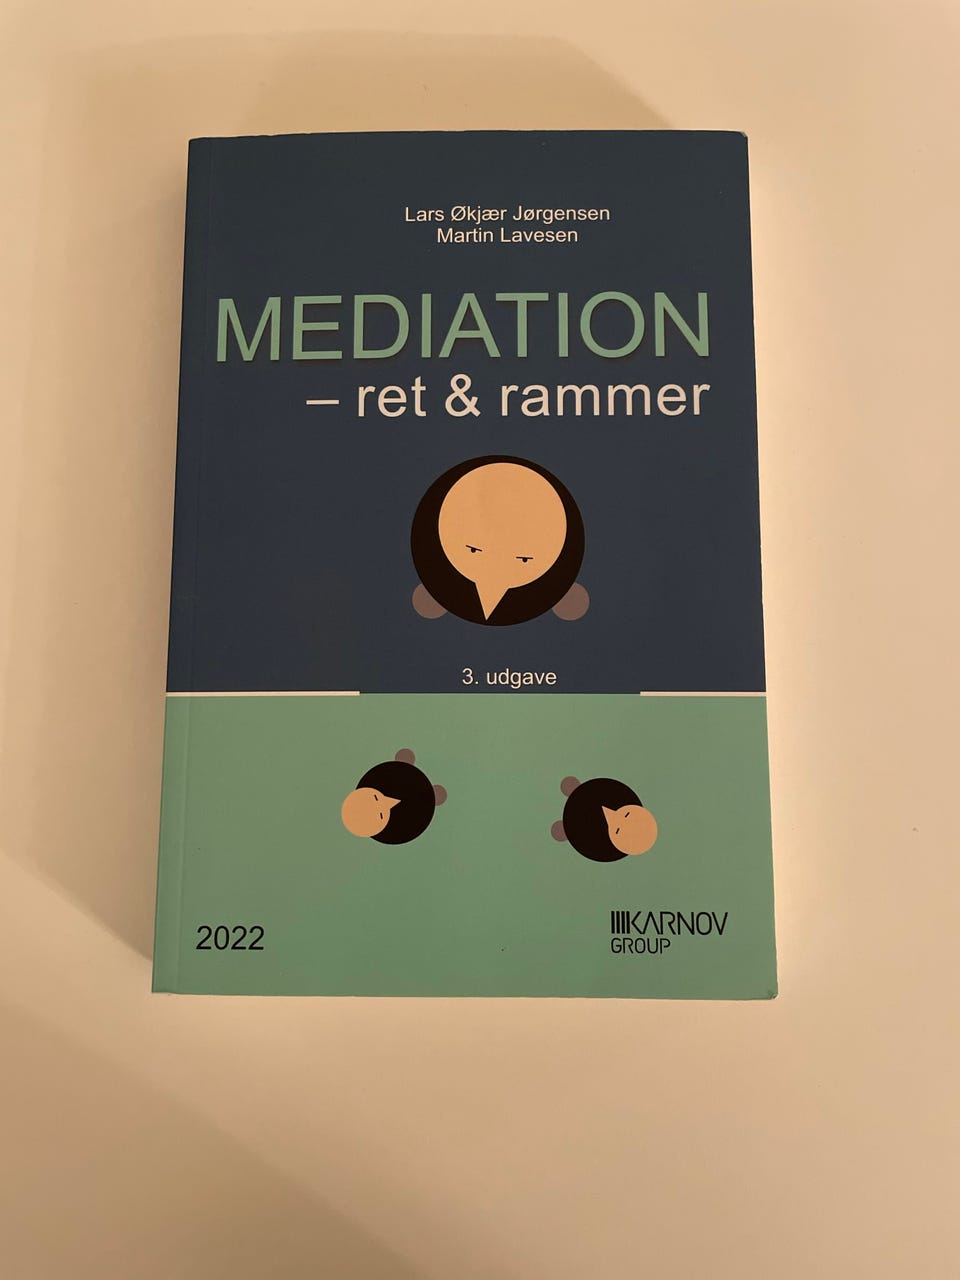 Lars Økjær Jørgensen
Martin Lavesen
MEDIATION
– ret & rammer
3. udgave
2022
KARNOV
GROUP